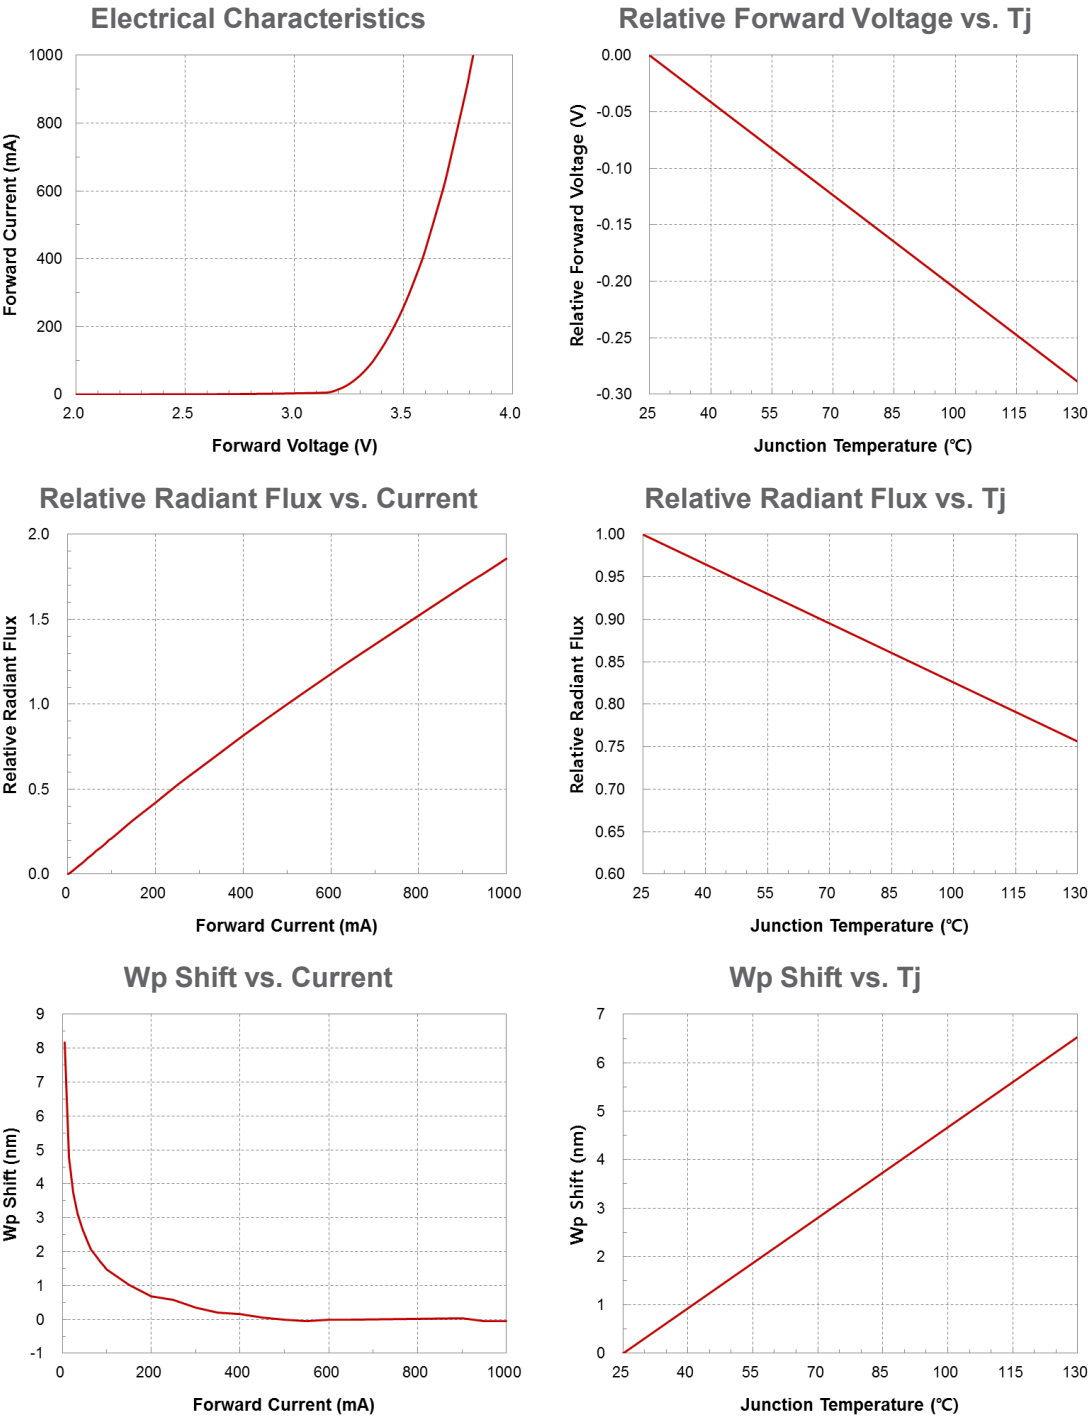 Electrical Characteristics
1000
800
600
400
200
0
Forward Current (mA)
2.0 2.5 3.0 3.5 4.0
Forward Voltage (V)
Relative Forward Voltage vs. Tj
0.00
-0.05
-0.10
-0.15
-0.20
-0.25
-0.30
Relative Forward Voltage (V)
25 40 55 70 85 100 115 130
Junction Temperature (℃)
Relative Radiant Flux vs. Current
2.0
1.5
1.0
0.5
0.0
Relative Radiant Flux
0 200 400 600 800 1000
Forward Current (mA)
Relative Radiant Flux vs. Tj
1.00
0.95
0.90
0.85
0.80
0.75
0.70
0.65
0.60
Relative Radiant Flux
25 40 55 70 85 100 115 130
Junction Temperature (℃)
Wp Shift vs. Current
9
8
7
6
5
4
3
2
1
0
-1
Wp Shift (nm)
0 200 400 600 800 1000
Forward Current (mA)
Wp Shift vs. Tj
7
6
5
4
3
2
1
0
Wp Shift (nm)
25 40 55 70 85 100 115 130
Junction Temperature (℃)